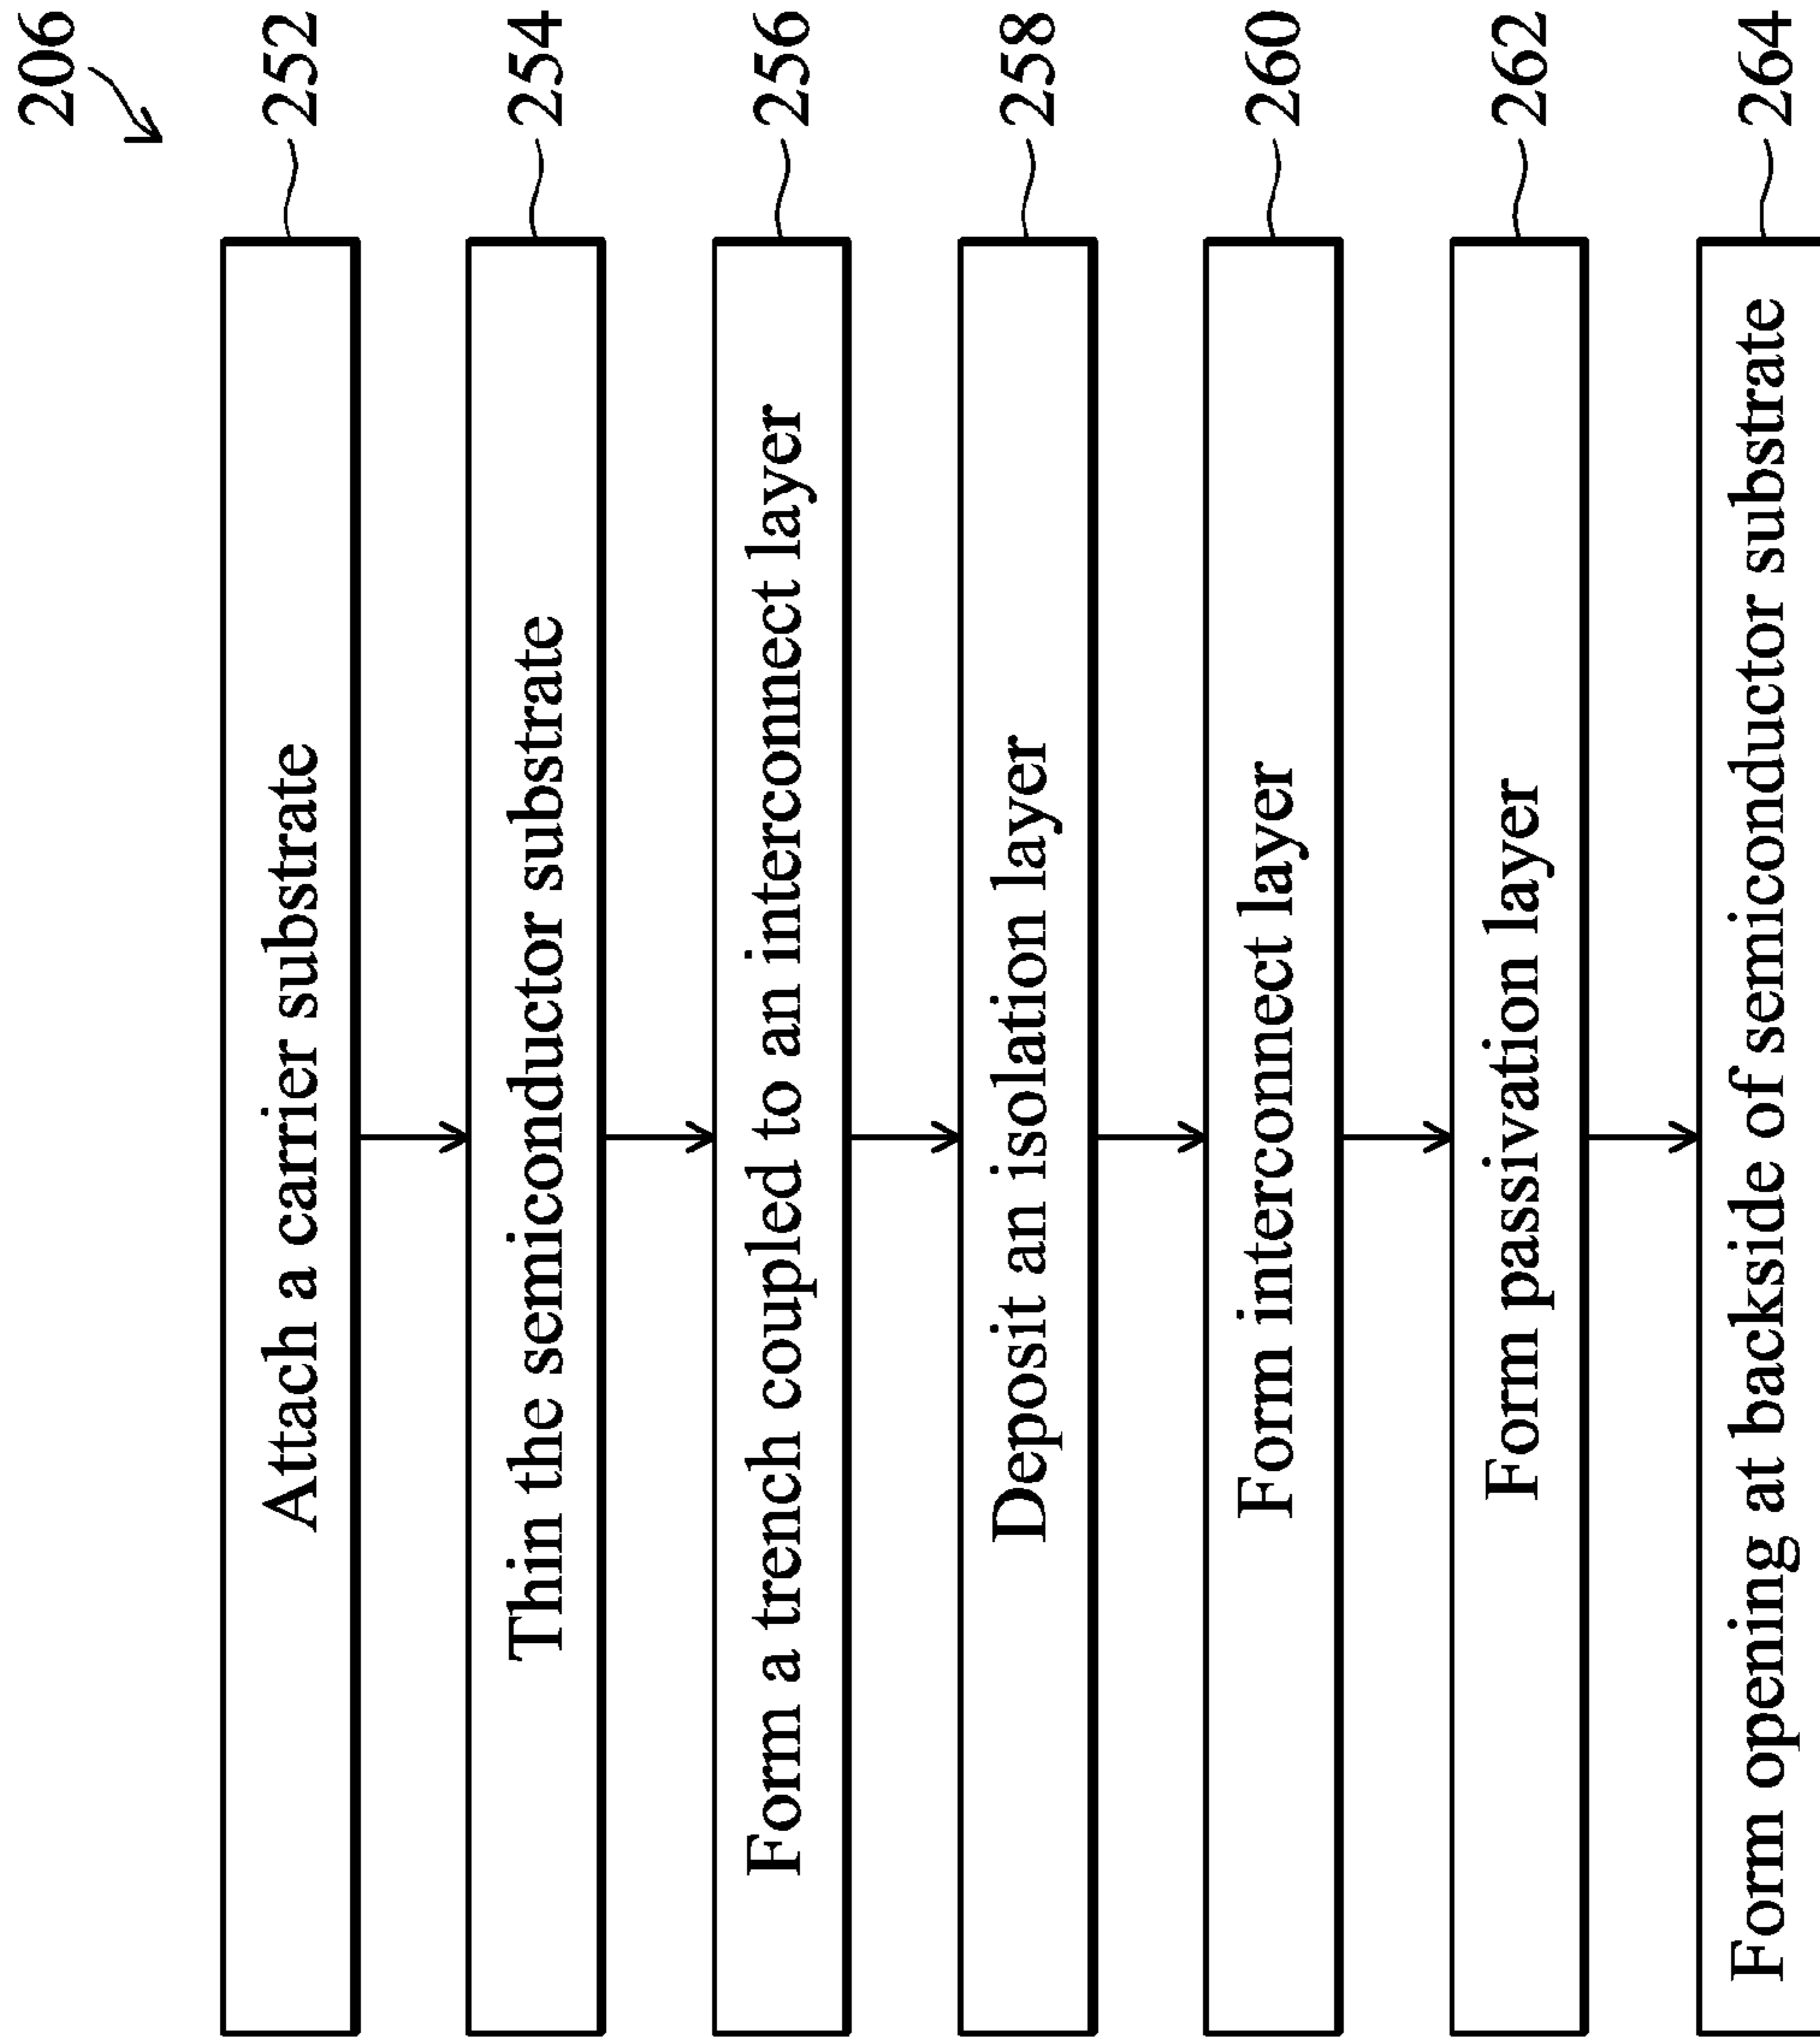 206
Attach a carrier substrate
252
Thin the semiconductor substrate
254
Form a trench coupled to an interconnect layer
256
Deposit an isolation layer
258
Form interconnect layer
260
Form passivation layer
262
Form opening at backside of semiconductor substrate
264